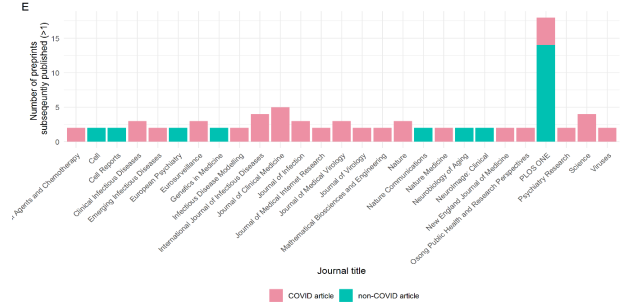 E
Number of preprints
subseqeuntly published (>1)
15
10
5
0
Agents and Chemotherapy
Cell
Cell Reports
Clinical Infectious Diseases
Emerging Infectious Diseases
European Psychiatry
Eurosurveillance
Genetics in Medicine
Infectious Disease Modelling
International Journal of Infectious Diseases
Journal of Clinical Medicine
Journal of Infection
Journal of Medical Internet Research
Journal of Medical Virology
Journal of Virology
Mathematical Biosciences and Engineering
Nature
Nature Communications
Nature Medicine
Neurobiology of Aging
NeuroImage Clinical
New England Journal of Medicine
Osong Public Health and Research Perspectives
PLOS ONE
Psychiatry Research
Science
Viruses
Journal title
COVID article
non-COVID article